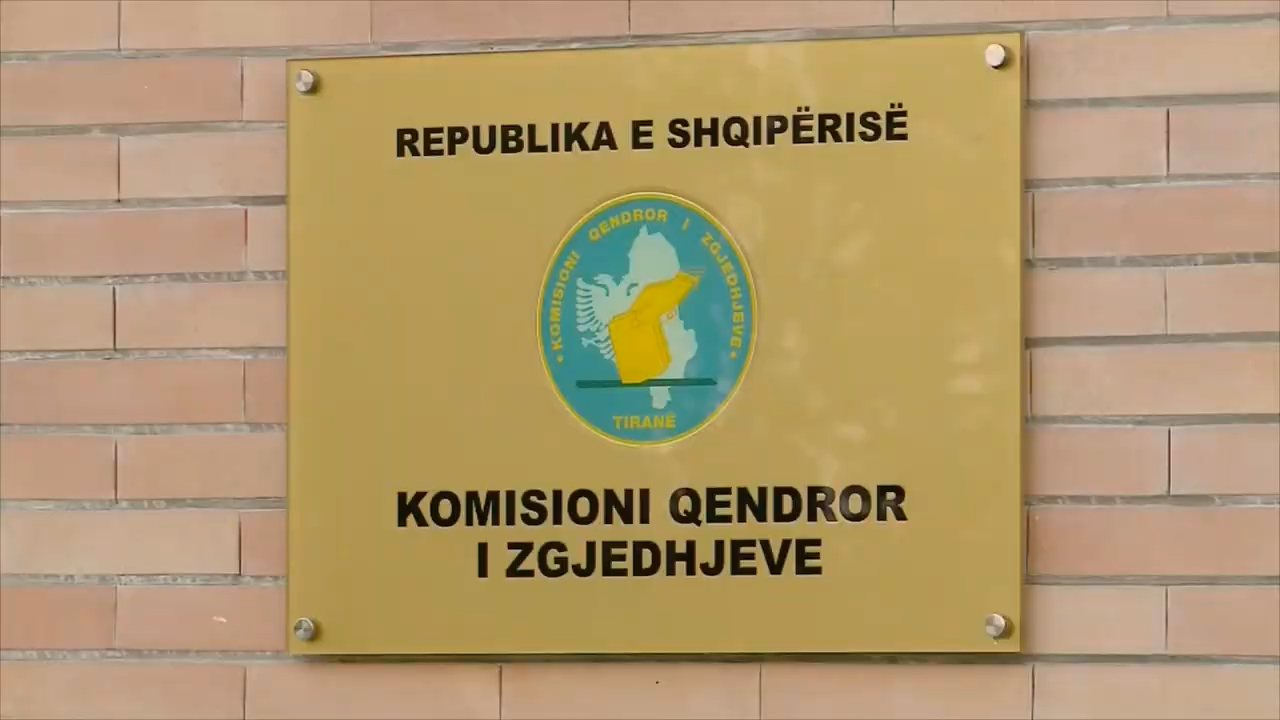 REPUBLIKA E SHQIPËRISË
• KOMISIONI QENDROR I ZGJEDHJEVE •
TIRANË
KOMISIONI QENDROR
I ZGJEDHJEVE